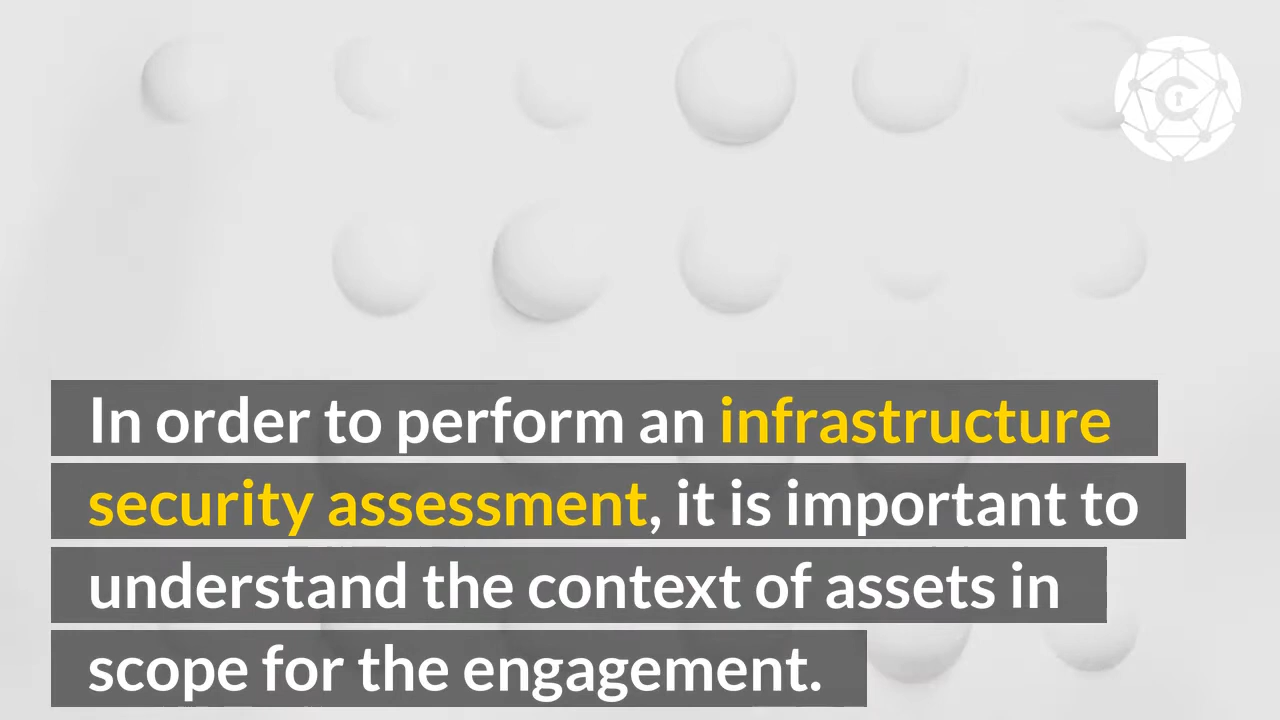 In order to perform an infrastructure
security assessment, it is important to
understand the context of assets in
scope for the engagement.